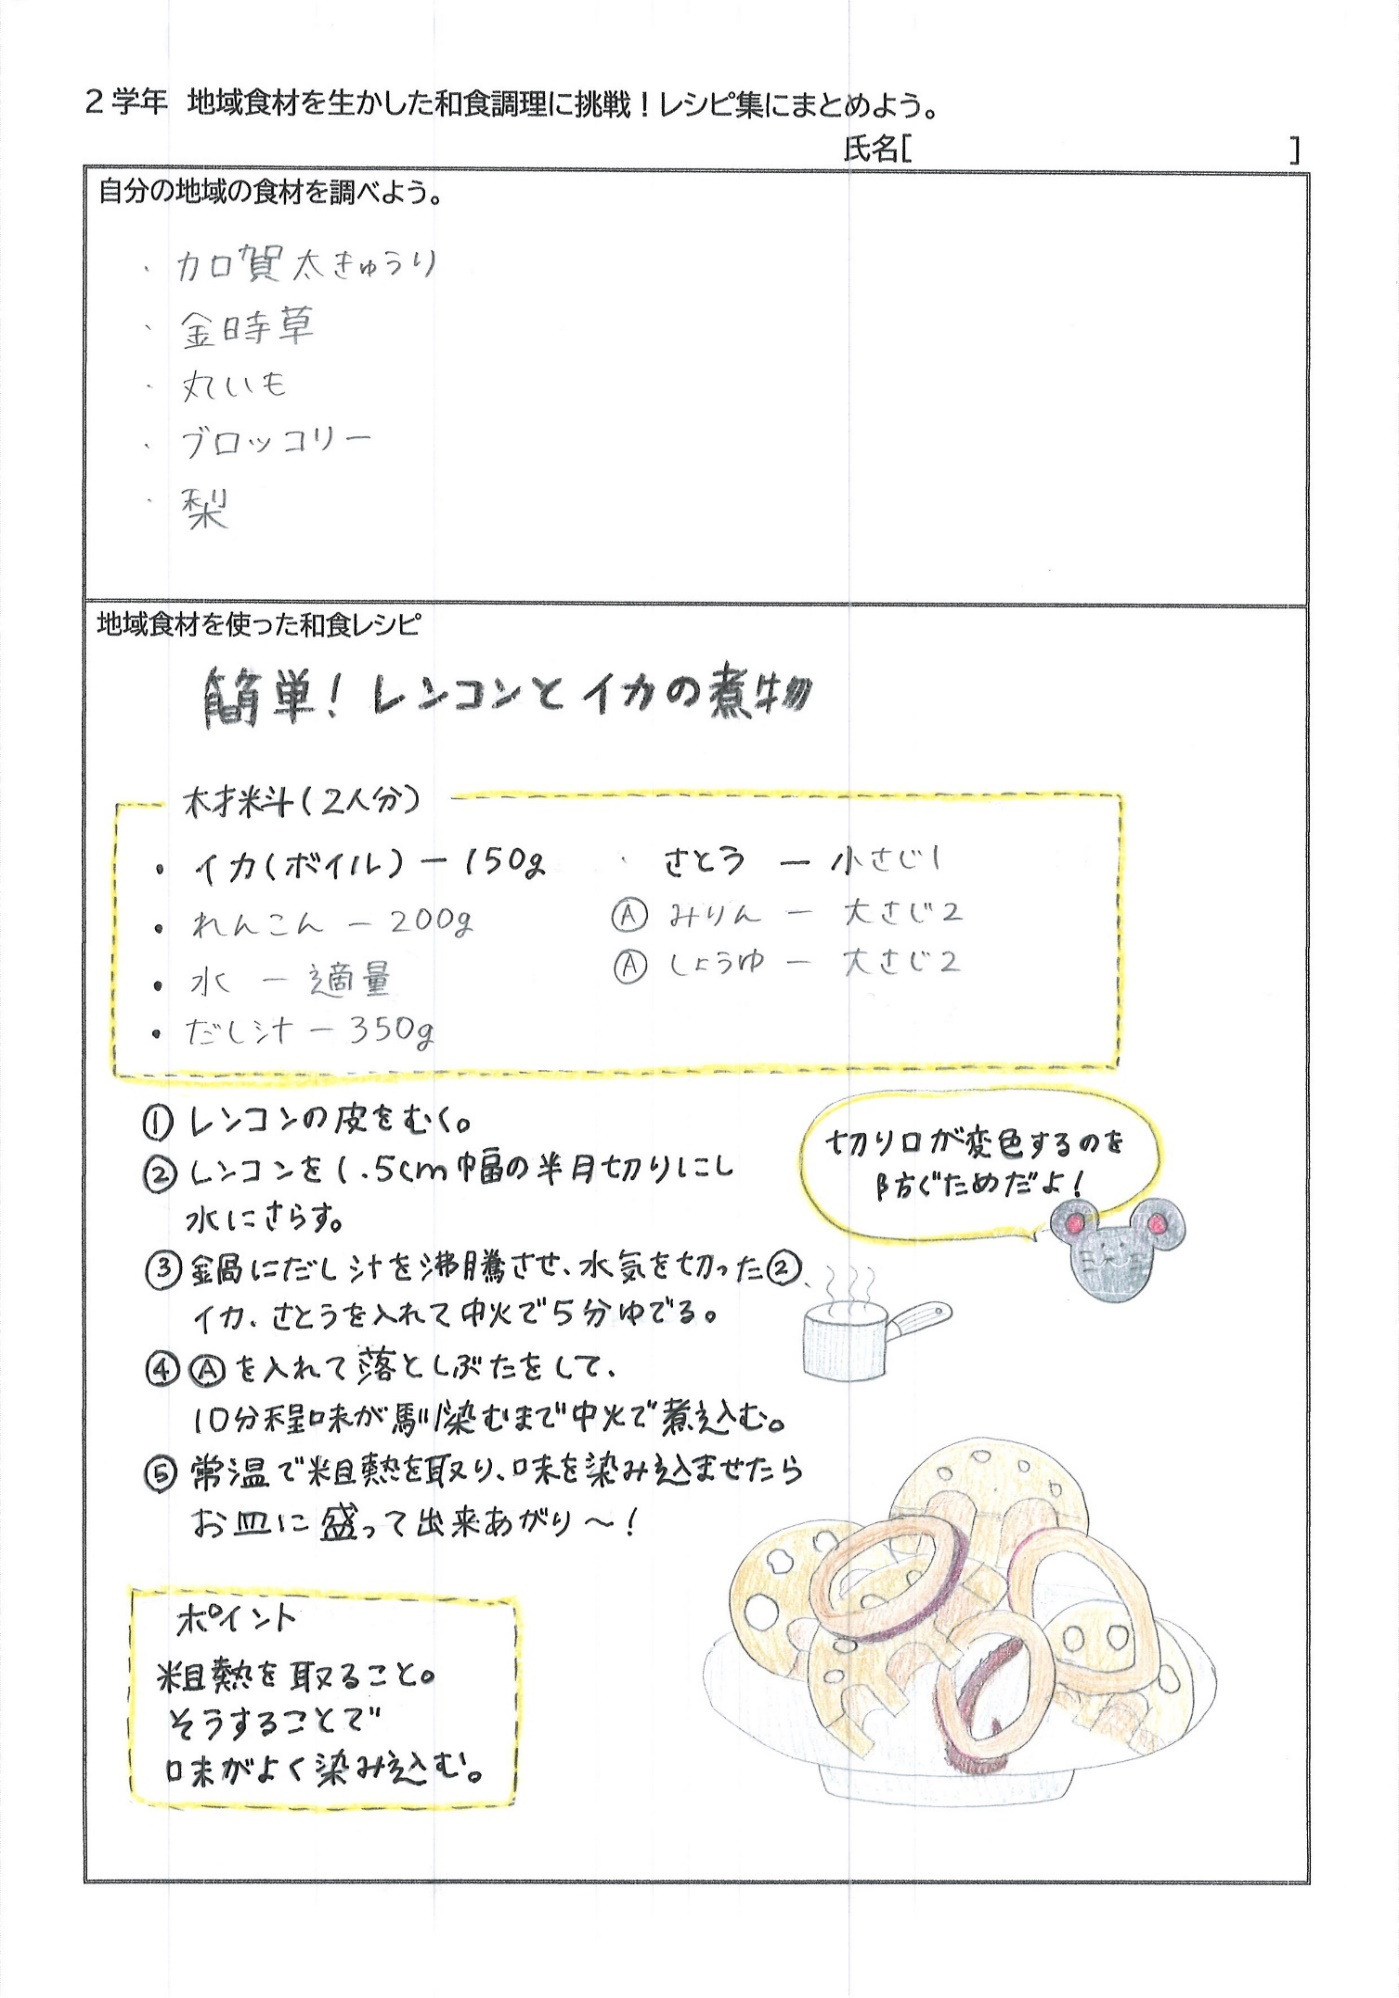 2学年 地域食材を生かした和食調理に挑戦！レシピ集にまとめよう。
氏名[ ]
自分の地域の食材を調べよう。
・加賀太きゅうり
・金時草
・丸いも
・ブロッコリー
・梨
地域食材を使った和食レシピ
簡単！レンコンとイカの煮物
材料(2人分)
・イカ(ボイル)ー150g
・れんこんー200g
・水ー適量
・だし汁ー350g
・さとうー小さじ1
Ⓐみりんー大さじ2
Ⓐしょうゆー大さじ2
①レンコンの皮をむく。
②レンコンを1.5cm幅の半月切りにし
水にさらす。
切り口が変色するのを
防ぐためだよ！
③鍋にだし汁を沸騰させ、水気を切った②、
イカ、さとうを入れて中火で5分ゆでる。
④Ⓐを入れて落としぶたをして、
10分程味が馴染むまで中火で煮込む。
⑤常温で粗熱を取り、味を染み込ませたら
お皿に盛って出来あがり～！
ポイント
粗熱を取ること。
そうすることで
味がよく染み込む。